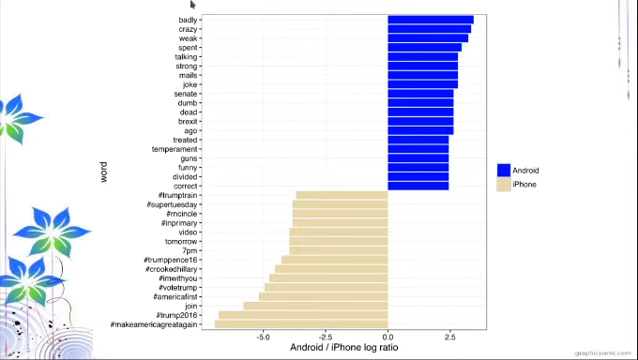 badly
crazy
weak
spent
talking
strong
mails
joke
senate
dumb
dead
brexit
ago
treated
temperament
guns
funny
divided
correct
#trumptrain
#supertuesday
#mcincle
#inprimary
video
tomorrow
7pm
#trumppence16
#crookedhillary
#imwithyou
#votetrump
#americafirst
join
#trump2016
#makeamericagreatagain
word
-5.0 -2.5 0.0 2.5
Android / iPhone log ratio
Android
iPhone
graphicpanic.com